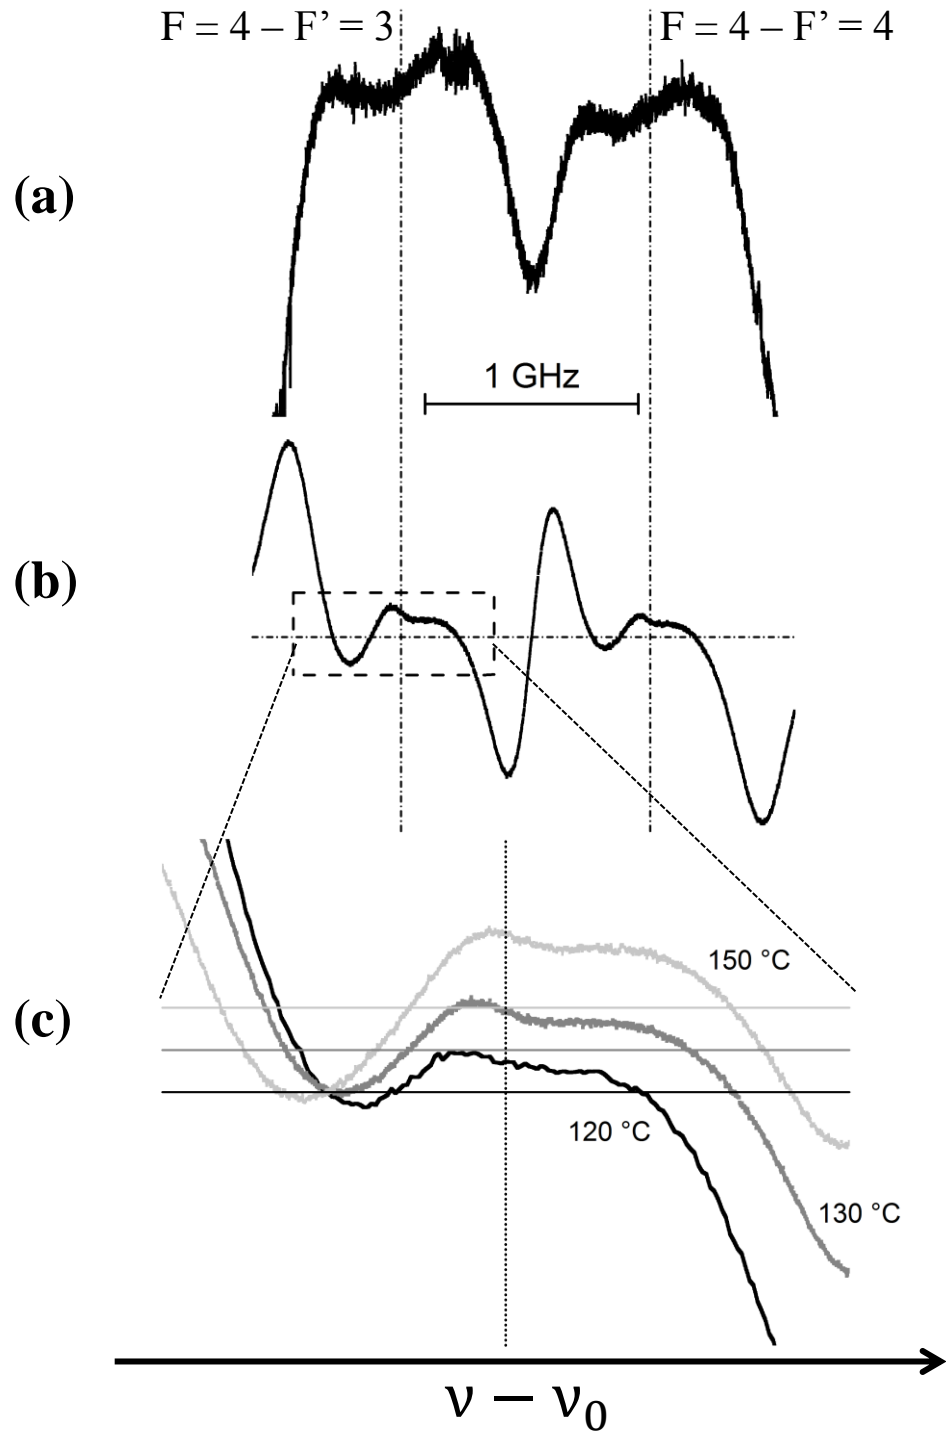 F = 4 – F’ = 3
F = 4 – F’ = 4
(a)
1 GHz
(b)
(c)
150 °C
120 °C
130 °C
ν – ν₀